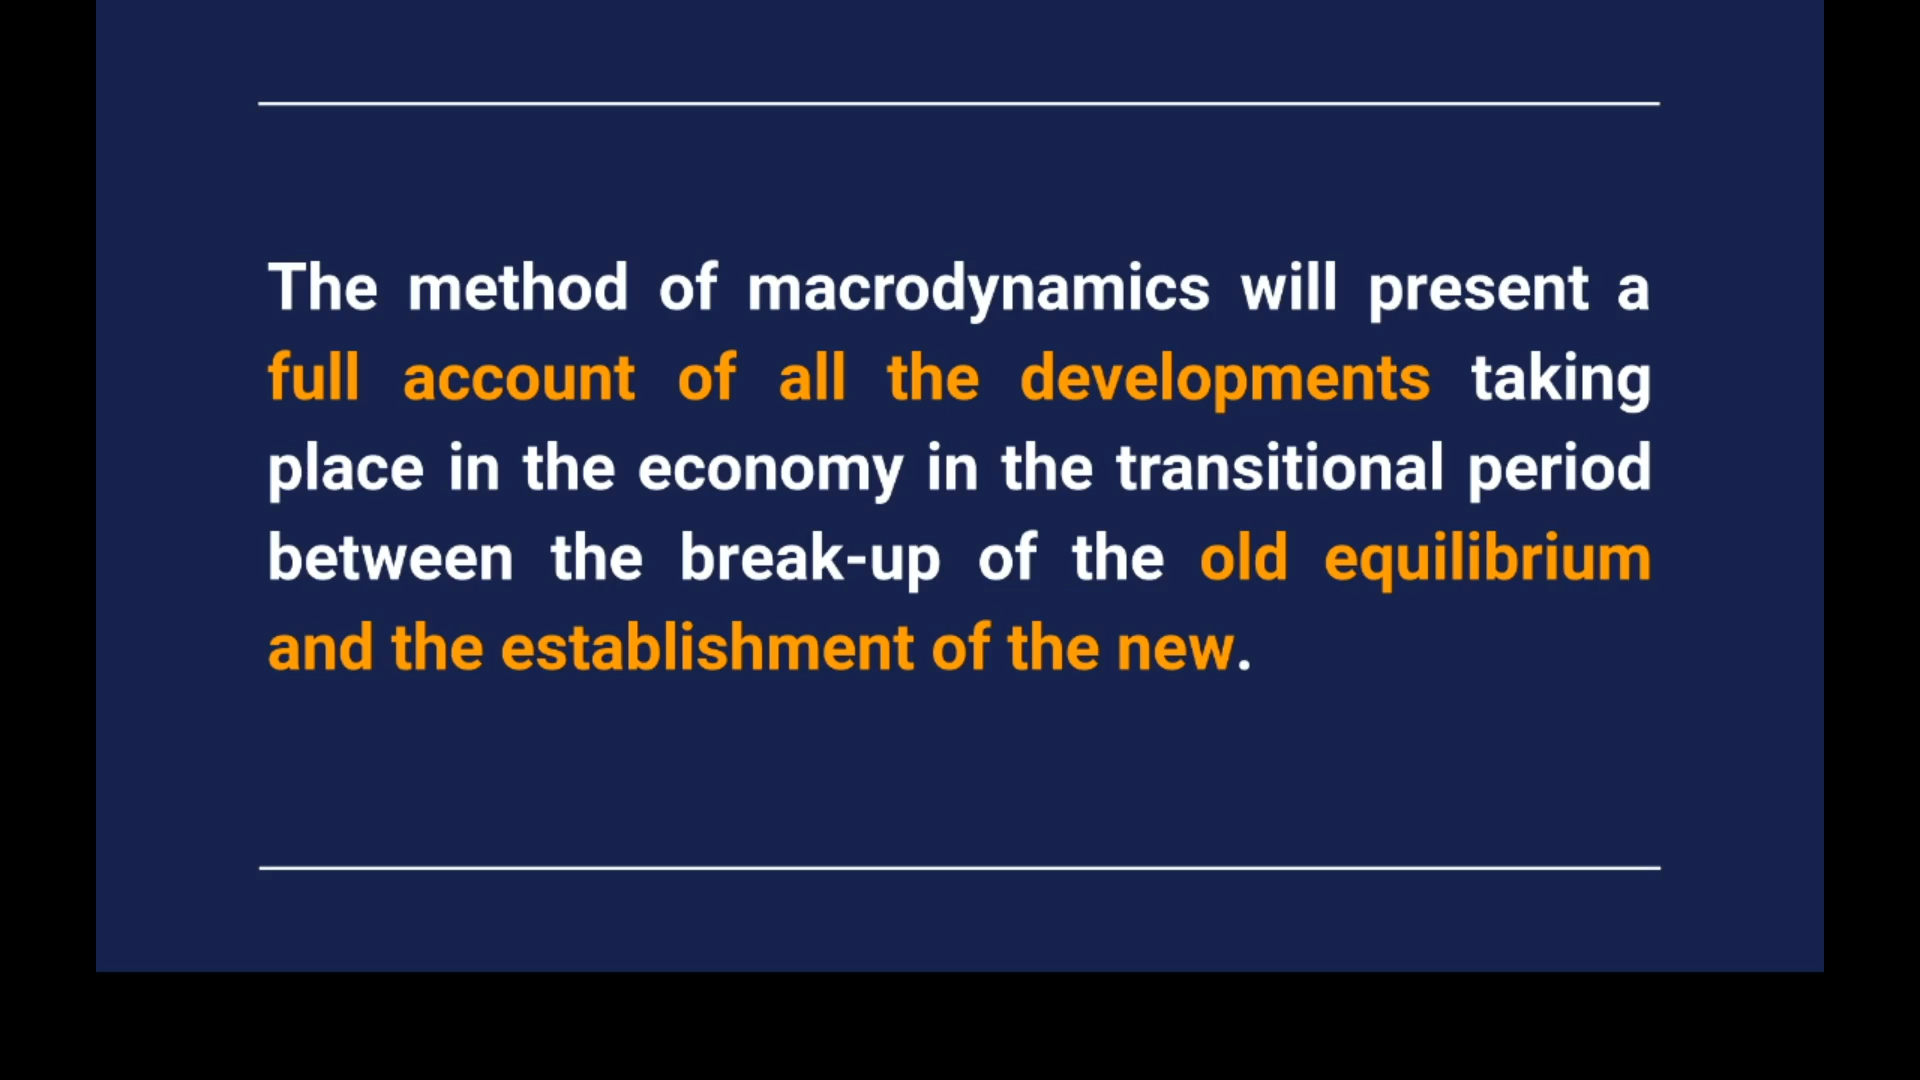 The method of macrodynamics will present a
full account of all the developments taking
place in the economy in the transitional period
between the break-up of the old equilibrium
and the establishment of the new.